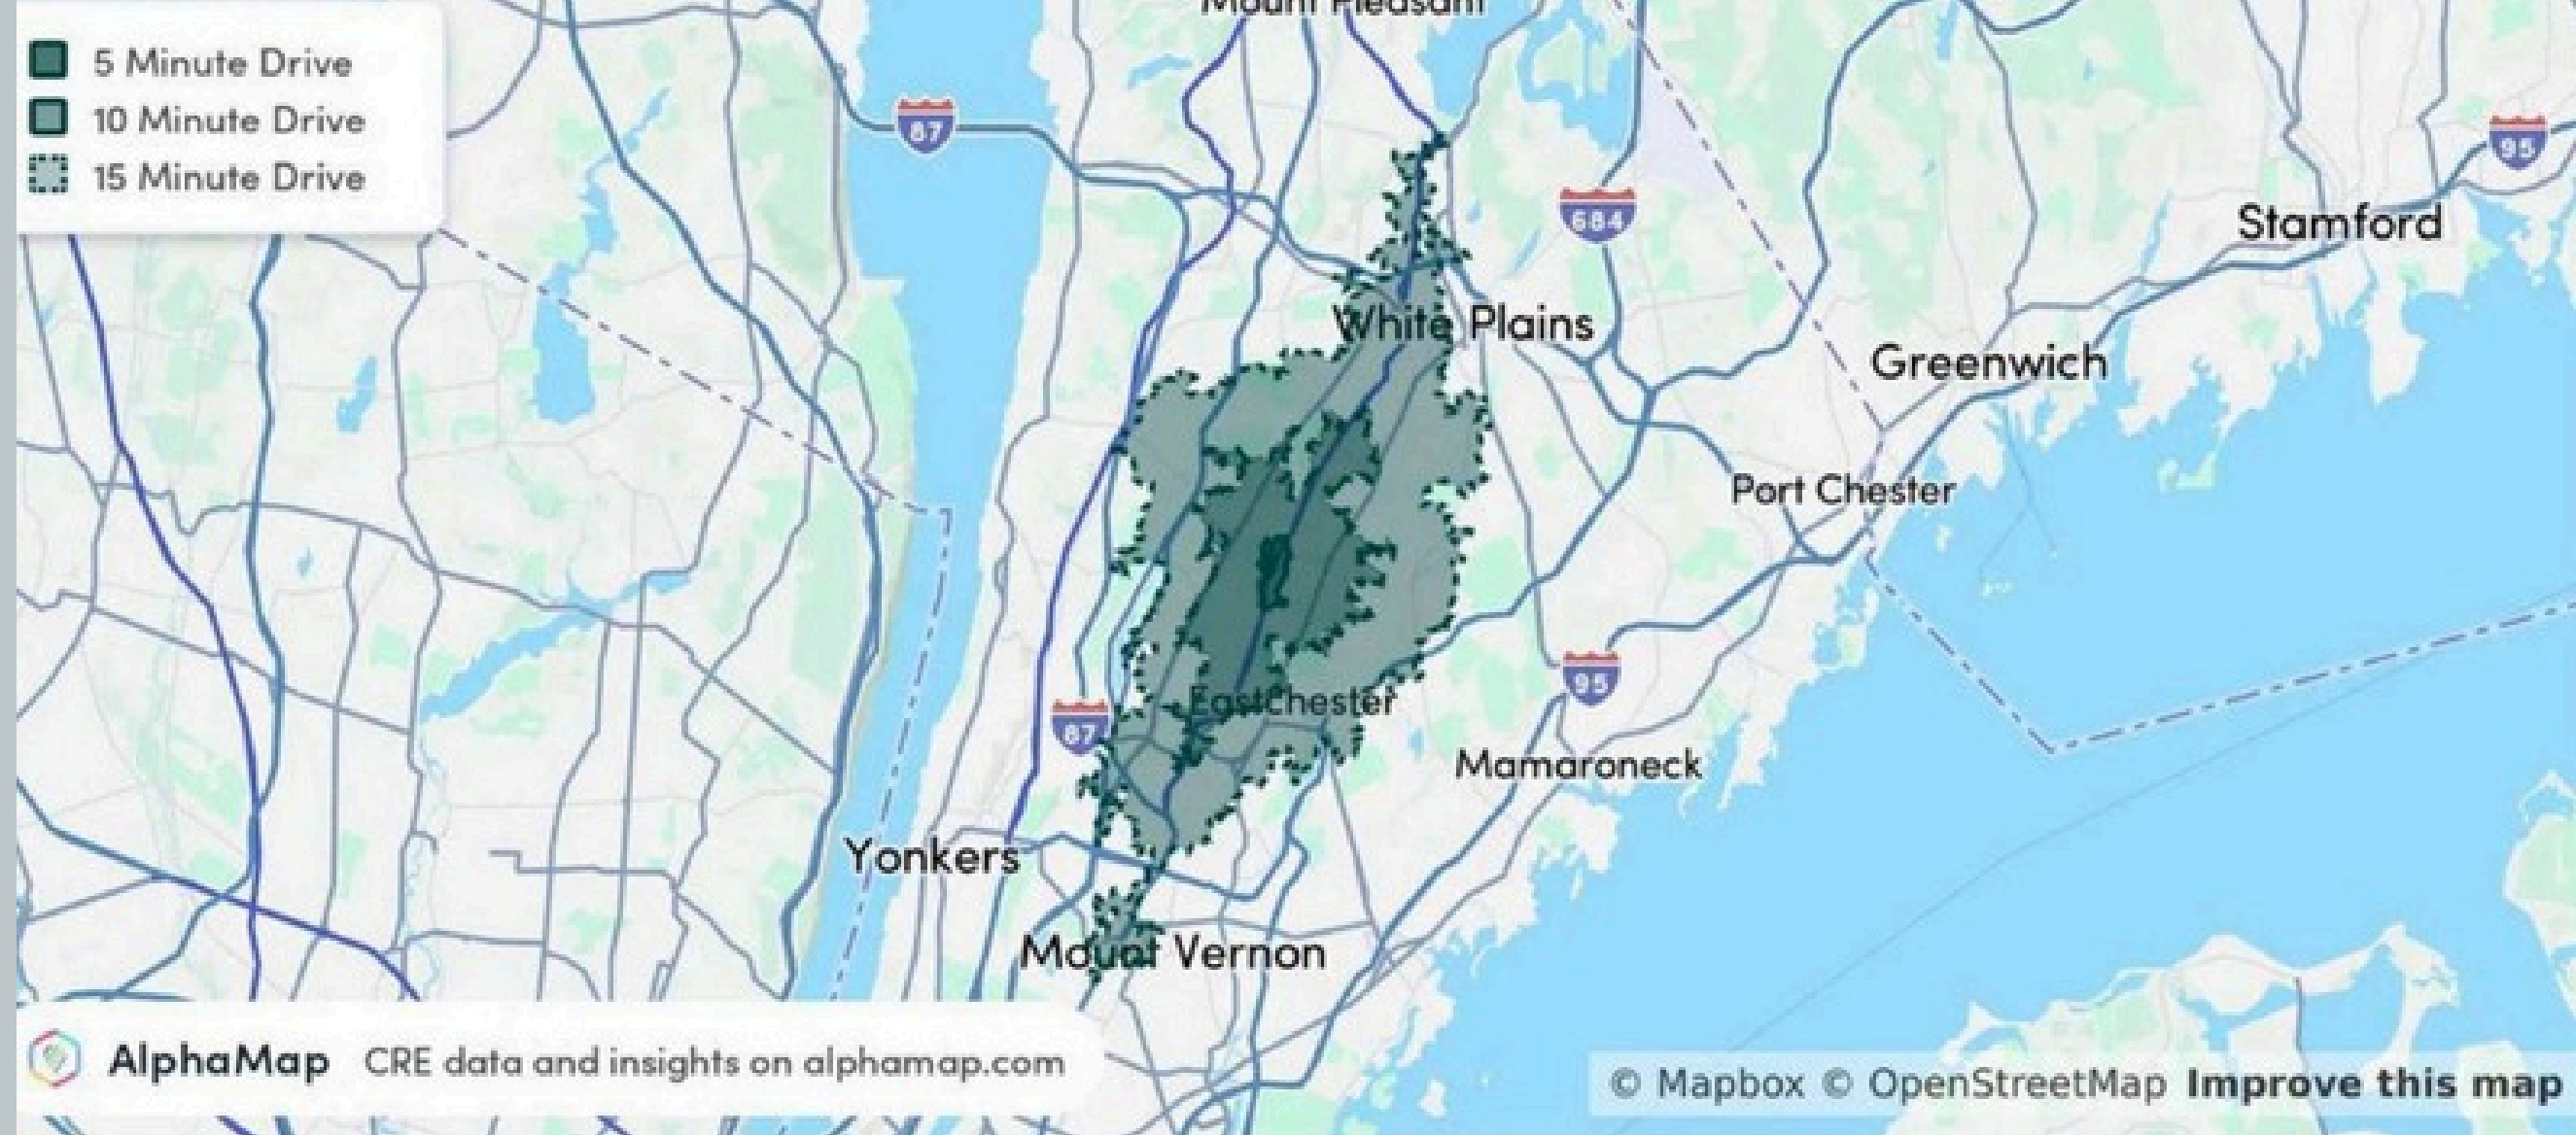 Mount Pleasant
5 Minute Drive
10 Minute Drive
15 Minute Drive
87
95
684
Stamford
White Plains
Greenwich
Port Chester
Eastchester
95
87
Mamaroneck
Yonkers
Mount Vernon
AlphaMap CRE data and insights on alphamap.com
© Mapbox © OpenStreetMap Improve this map